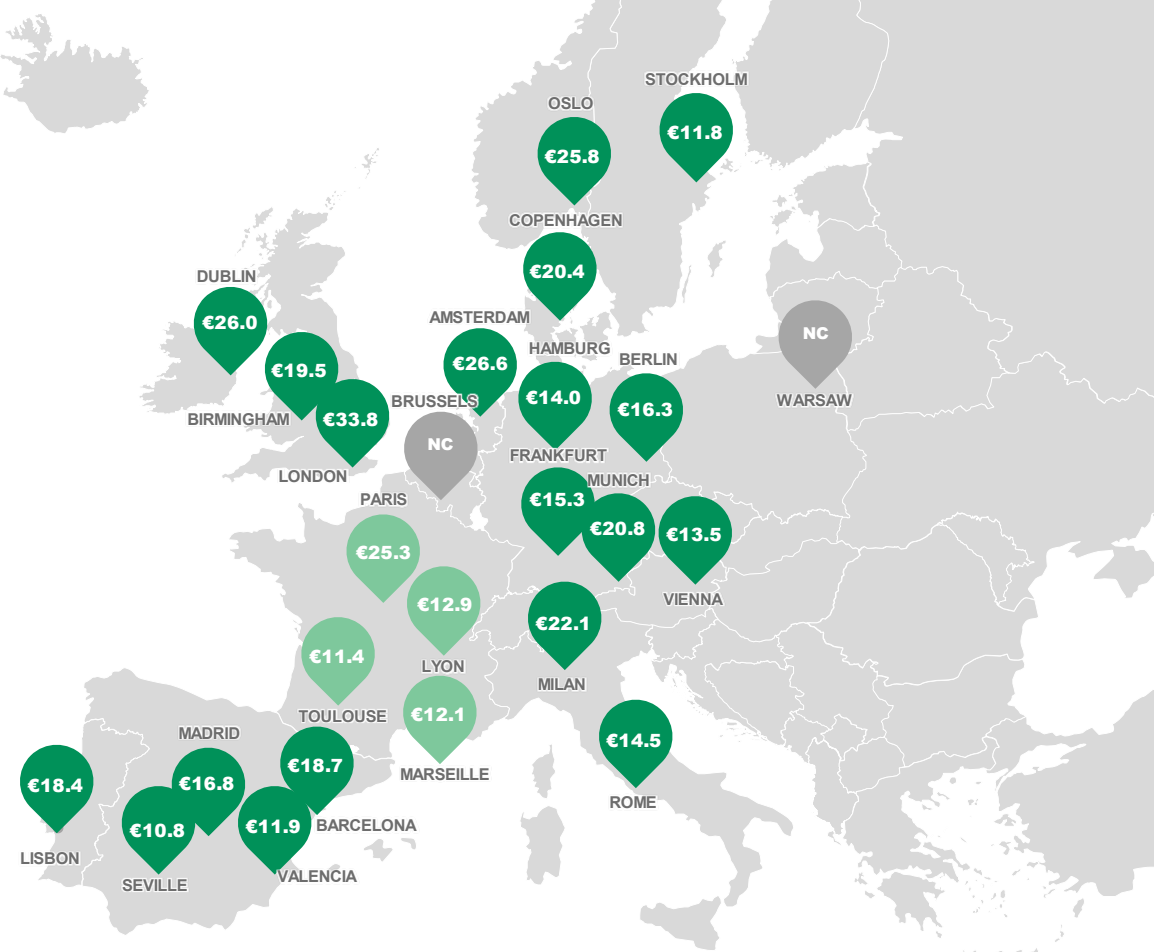 STOCKHOLM
€11.8
OSLO
€25.8
COPENHAGEN
€20.4
DUBLIN
€26.0
AMSTERDAM
€26.6
HAMBURG
€14.0
BERLIN
€16.3
NC
WARSAW
€19.5
BIRMINGHAM
€33.8
LONDON
BRUSSELS
NC
FRANKFURT
€15.3
MUNICH
€20.8
€13.5
VIENNA
PARIS
€25.3
€12.9
LYON
€22.1
MILAN
€11.4
TOULOUSE
€12.1
MARSEILLE
€14.5
ROME
MADRID
€16.8
€18.7
BARCELONA
€18.4
LISBON
€10.8
SEVILLE
€11.9
VALENCIA